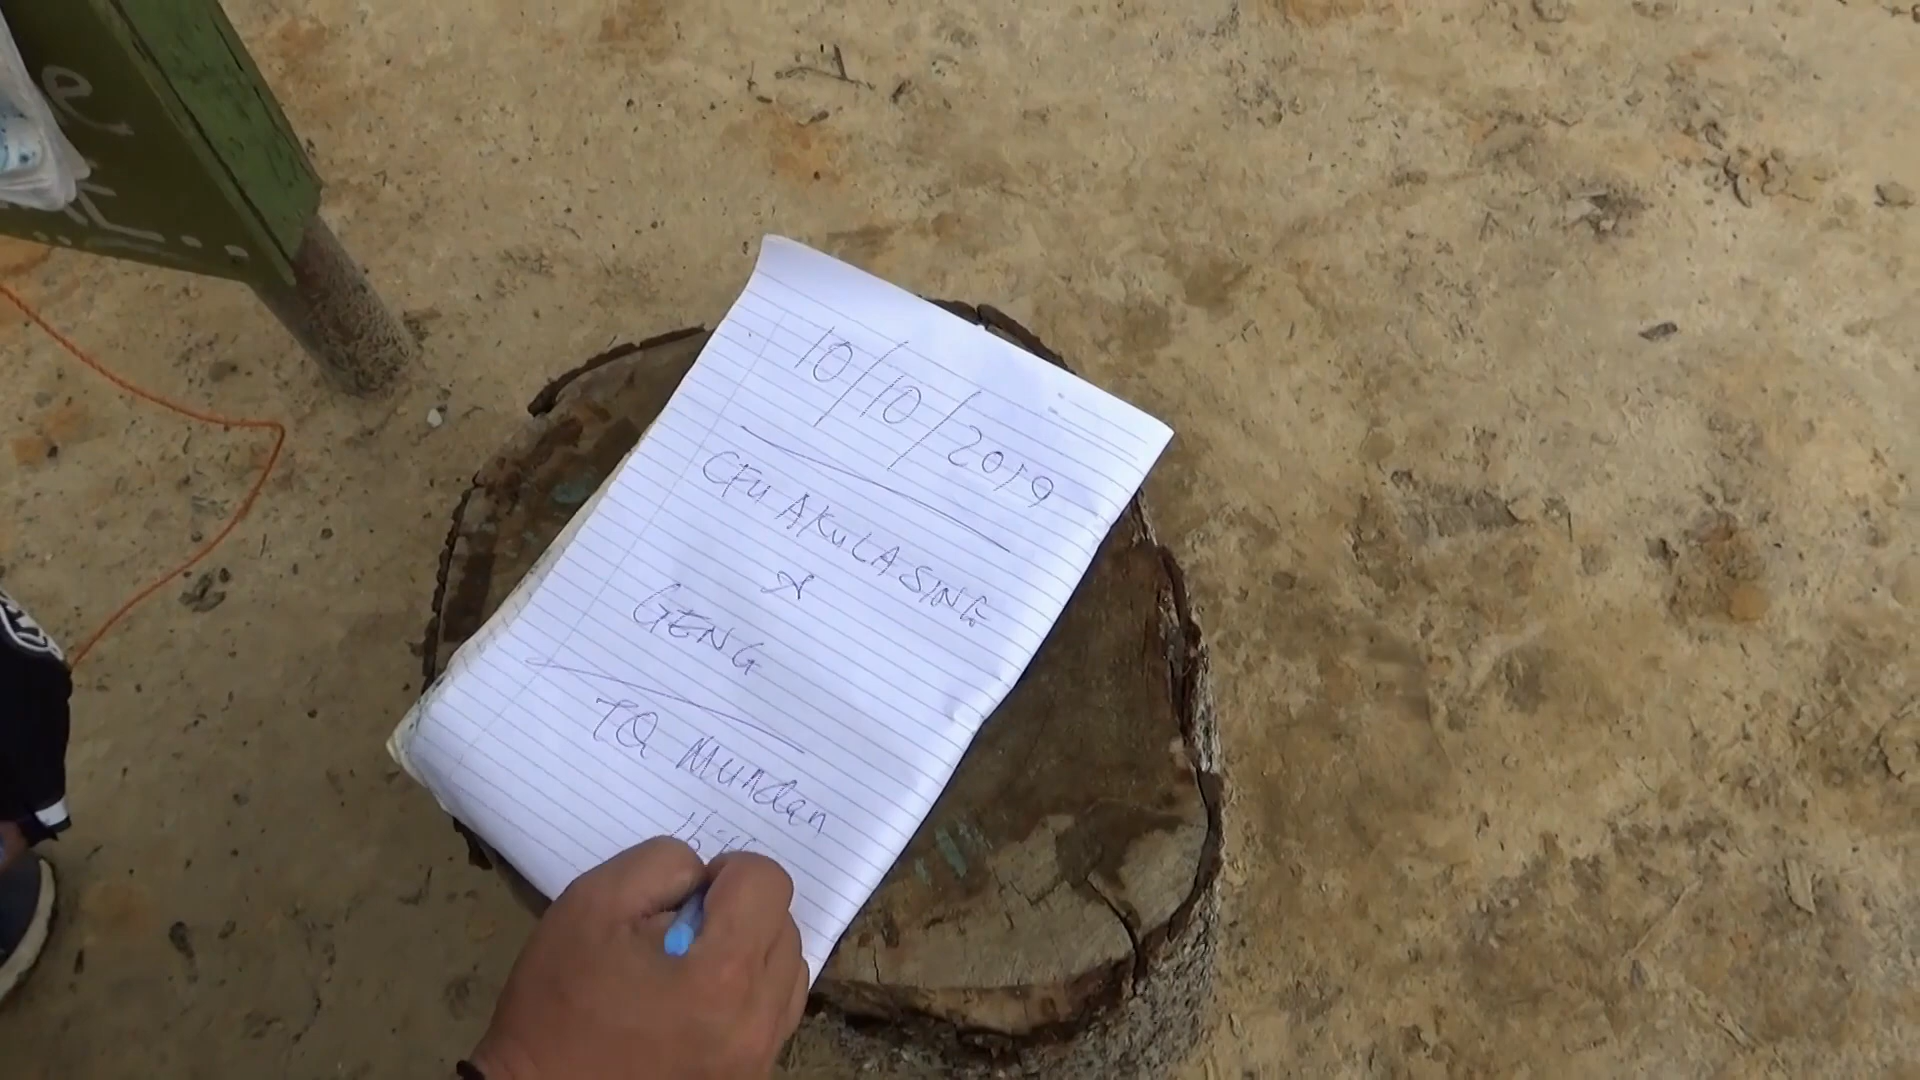 10/10/2019
CFU AKULASING
&
GENG
TQ Mundan
e